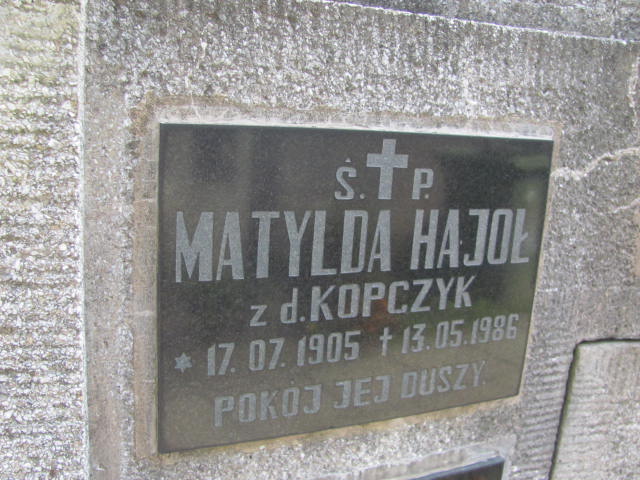 Ś. P.
MATYLDA HAJOŁ
z d. KOPCZYK
* 17. 07. 1905 † 13. 05. 1986
POKÓJ JEJ DUSZY.